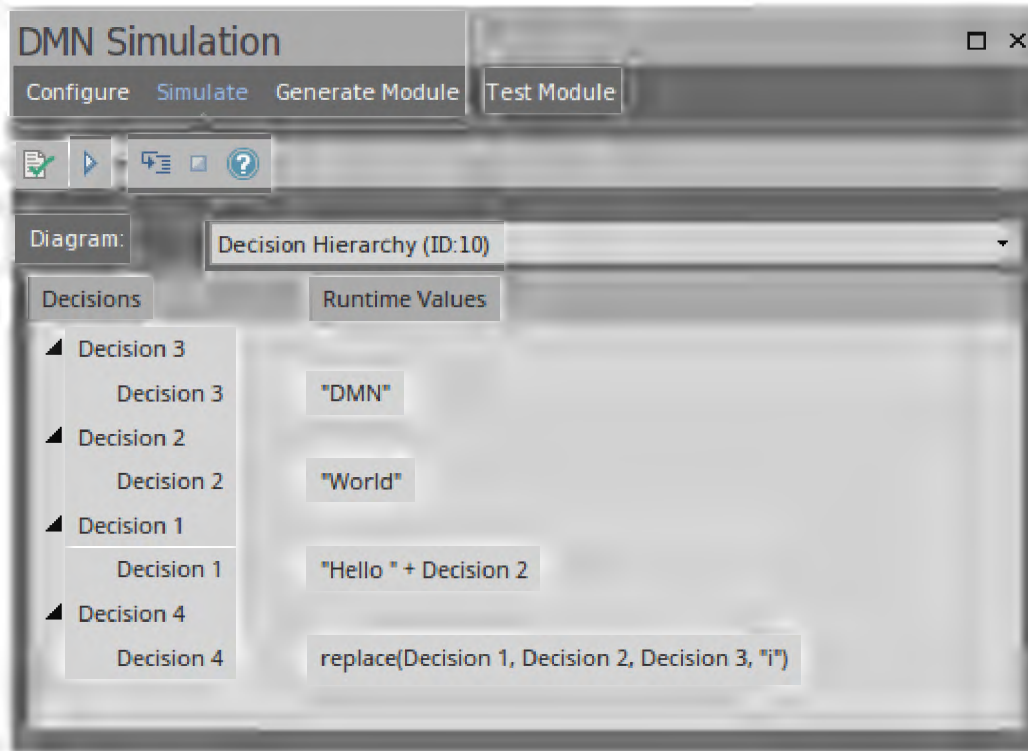 DMN Simulation
Configure Simulate Generate Module Test Module
Diagram: Decision Hierarchy (ID:10)
Decisions Runtime Values
Decision 3
Decision 3 "DMN"
Decision 2
Decision 2 "World"
Decision 1
Decision 1 "Hello " + Decision 2
Decision 4
Decision 4 replace(Decision 1, Decision 2, Decision 3, "i")